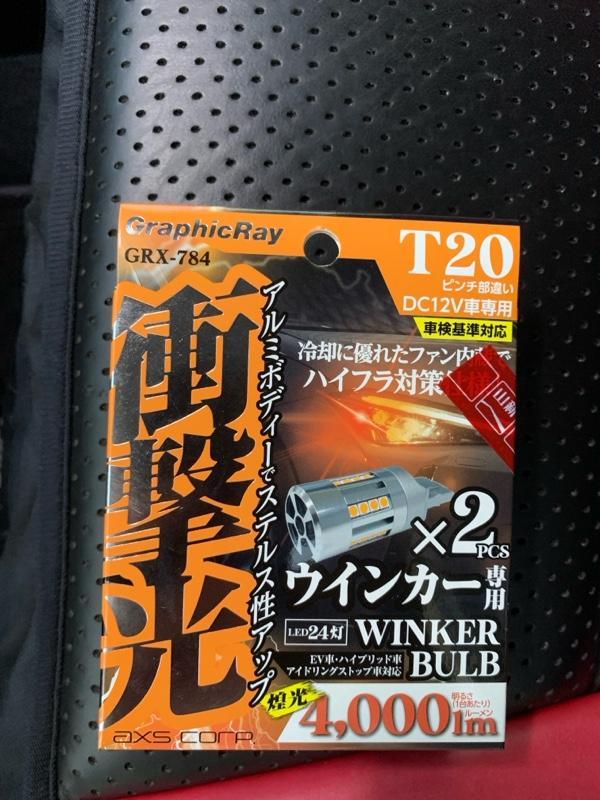 GraphicRay
GRX-784
T20
ピンチ部違い
DC12V車専用
車検基準対応
衝撃光
アルミボディーでステルス性アップ
冷却に優れたファン内
で
ハイフラ対策
×2PCS
ウインカー専用
LED24灯
WINKER
BULB
EV車・ハイブリッド車
アイドリングストップ車対応
煌光
4,000lm
明るさ
(1台あたり)
ルーメン
axs corp.